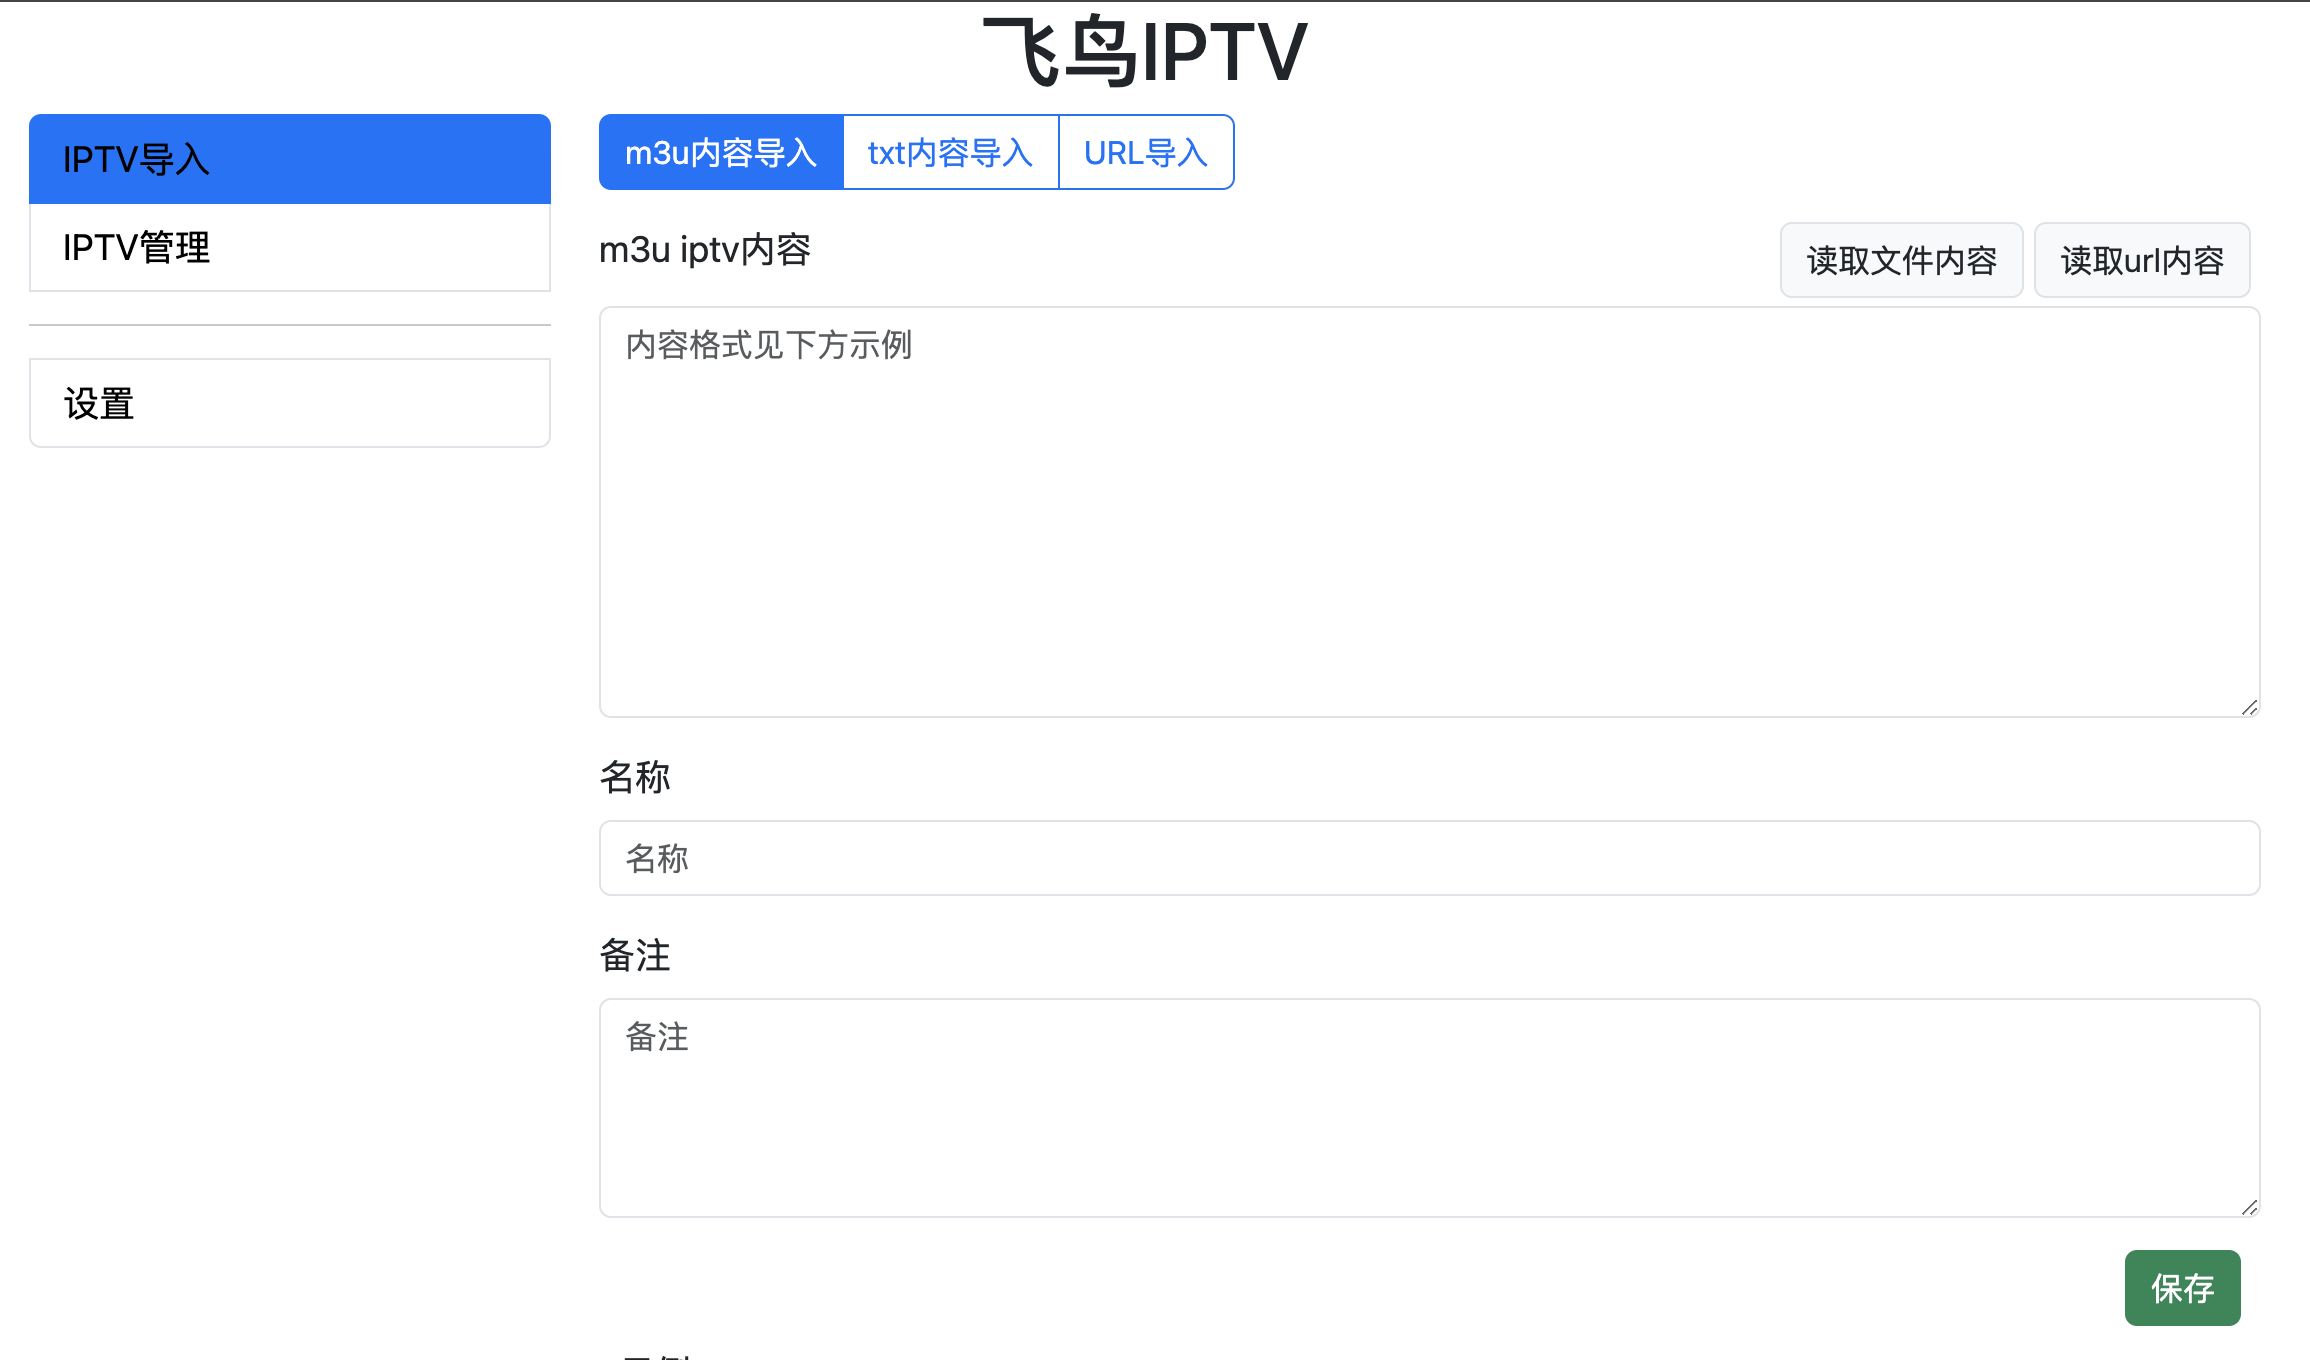 飞鸟IPTV
IPTV导入
IPTV管理
设置
m3u内容导入 txt内容导入 URL导入
m3u iptv内容
读取文件内容 读取url内容
内容格式见下方示例
名称
名称
备注
备注
保存